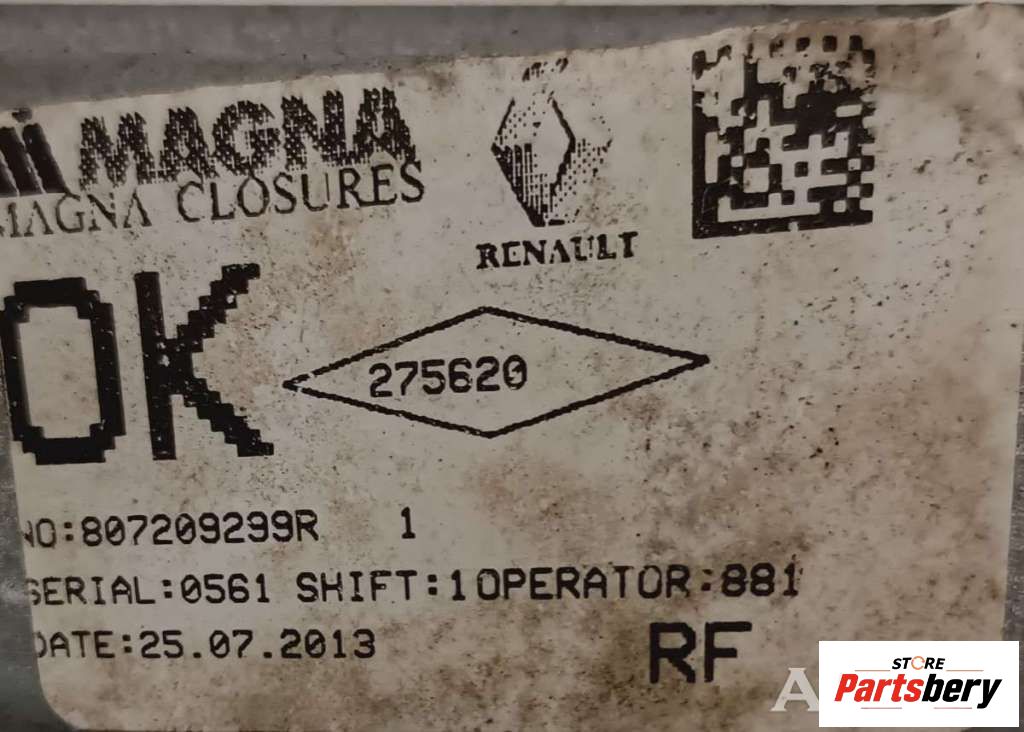 MAGNA
MAGNA CLOSURES
RENAULT
OK
275620
NO:807209299R 1
SERIAL:0561 SHIFT:1OPERATOR:881
DATE:25.07.2013
RF
A
STORE
Partsbery